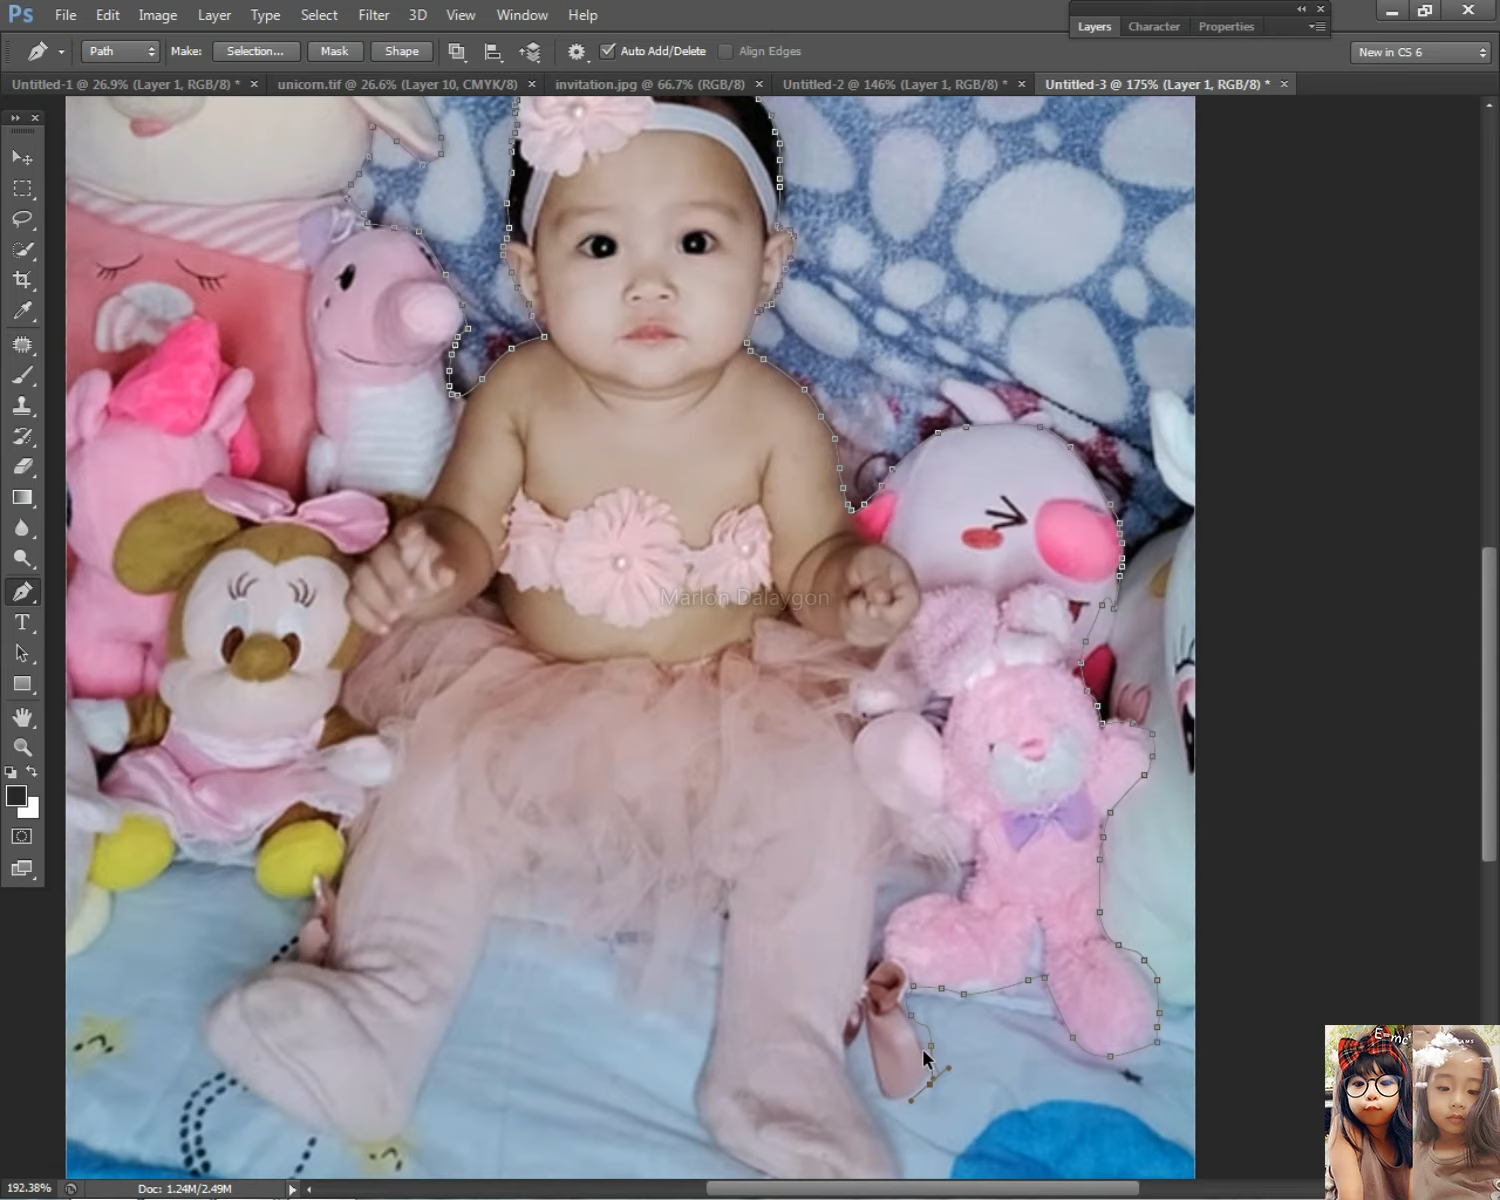 Ps File Edit Image Layer Type Select Filter 3D View Window Help
Layers Character Properties
Path Make: Selection... Mask Shape Auto Add/Delete Align Edges New in CS 6
Untitled-1 @ 26.9% (Layer 1, RGB/8) * unicorn.tif @ 26.6% (Layer 10, CMYK/8) invitation.jpg @ 66.7% (RGB/8) Untitled-2 @ 146% (Layer 1, RGB/8) * Untitled-3 @ 175% (Layer 1, RGB/8) *
Marlon Dalaygon
192.38% Doc: 1.24M/2.49M